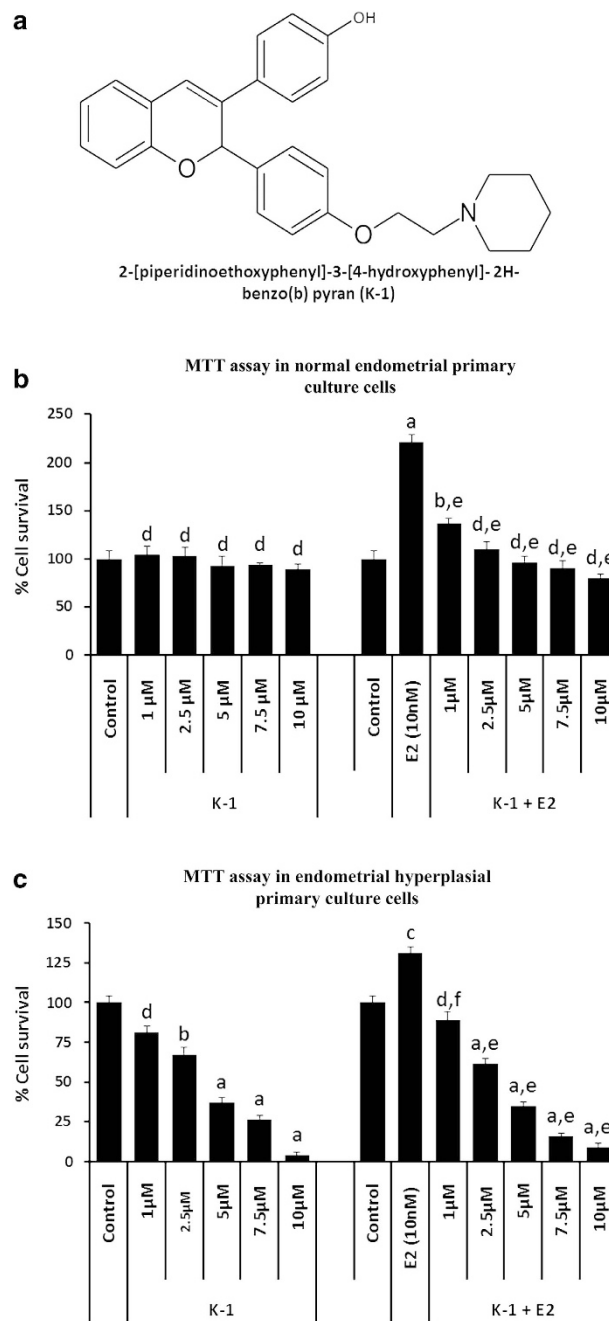 a
OH
O
O
N
2-[piperidinoethoxyphenyl]-3-[4-hydroxyphenyl]- 2H-
benzo(b) pyran (K-1)
b
MTT assay in normal endometrial primary
culture cells
% Cell survival
250
200
150
100
50
0
d d d d d a b,e d,e d,e d,e d,e
Control 1 µM 2.5 µM 5 µM 7.5 µM 10 µM Control E2 (10nM) 1µM 2.5µM 5µM 7.5µM 10µM
K-1 K-1 + E2
c
MTT assay in endometrial hyperplasial
primary culture cells
% Cell survival
150
125
100
75
50
25
0
d b a a a c d,f a,e a,e a,e a,e
Control 1µM 2.5µM 5µM 7.5µM 10µM Control E2 (10nM) 1µM 2.5µM 5µM 7.5µM 10µM
K-1 K-1 + E2